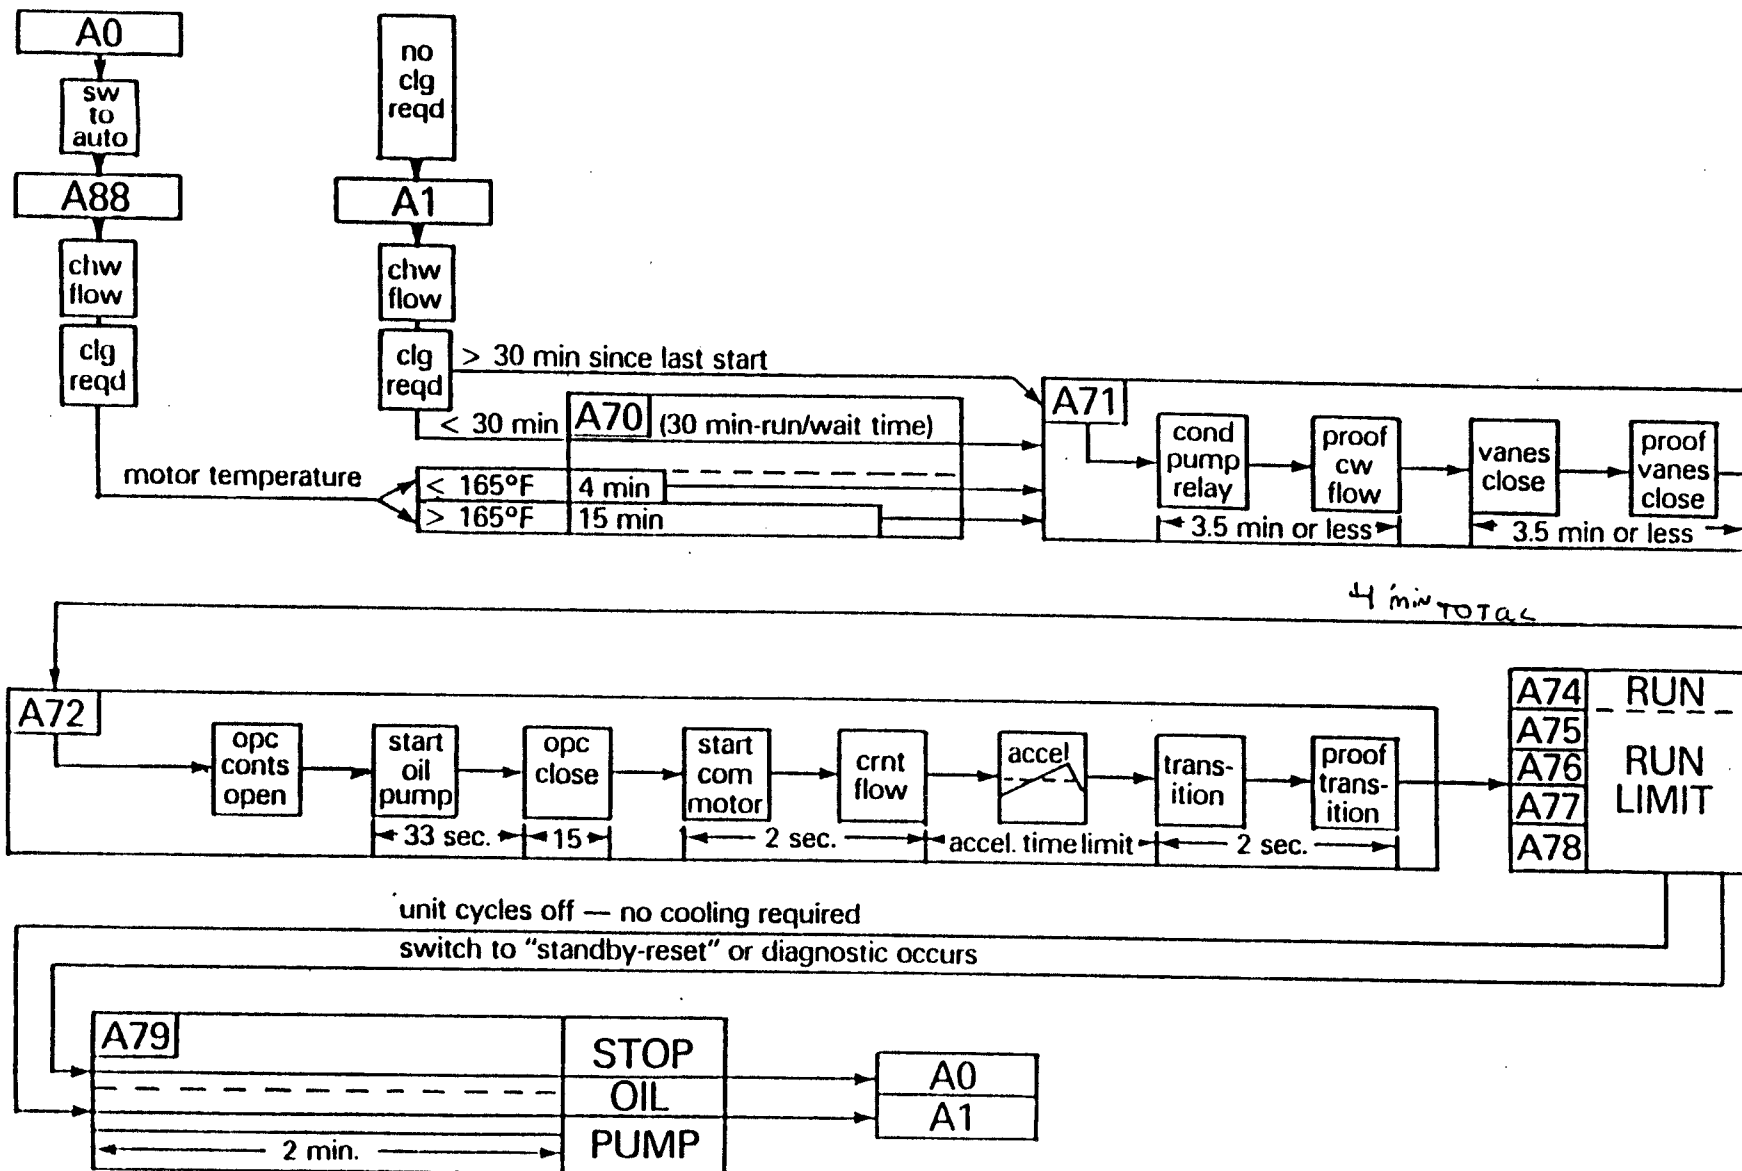 A0
sw
to
auto
A88
chw
flow
clg
reqd
no
clg
reqd
A1
chw
flow
clg
reqd
> 30 min since last start
< 30 min
A70
(30 min-run/wait time)
motor temperature
< 165°F
4 min
> 165°F
15 min
A71
cond
pump
relay
proof
cw
flow
3.5 min or less
vanes
close
proof
vanes
close
3.5 min or less
4 min TOTAL
A72
opc
conts
open
start
oil
pump
33 sec.
opc
close
15
start
com
motor
crnt
flow
2 sec.
accel
accel. time limit
trans-
ition
proof
trans-
ition
2 sec.
A74
A75
A76
A77
A78
RUN
RUN
LIMIT
unit cycles off — no cooling required
switch to “standby-reset” or diagnostic occurs
A79
2 min.
STOP
OIL
PUMP
A0
A1